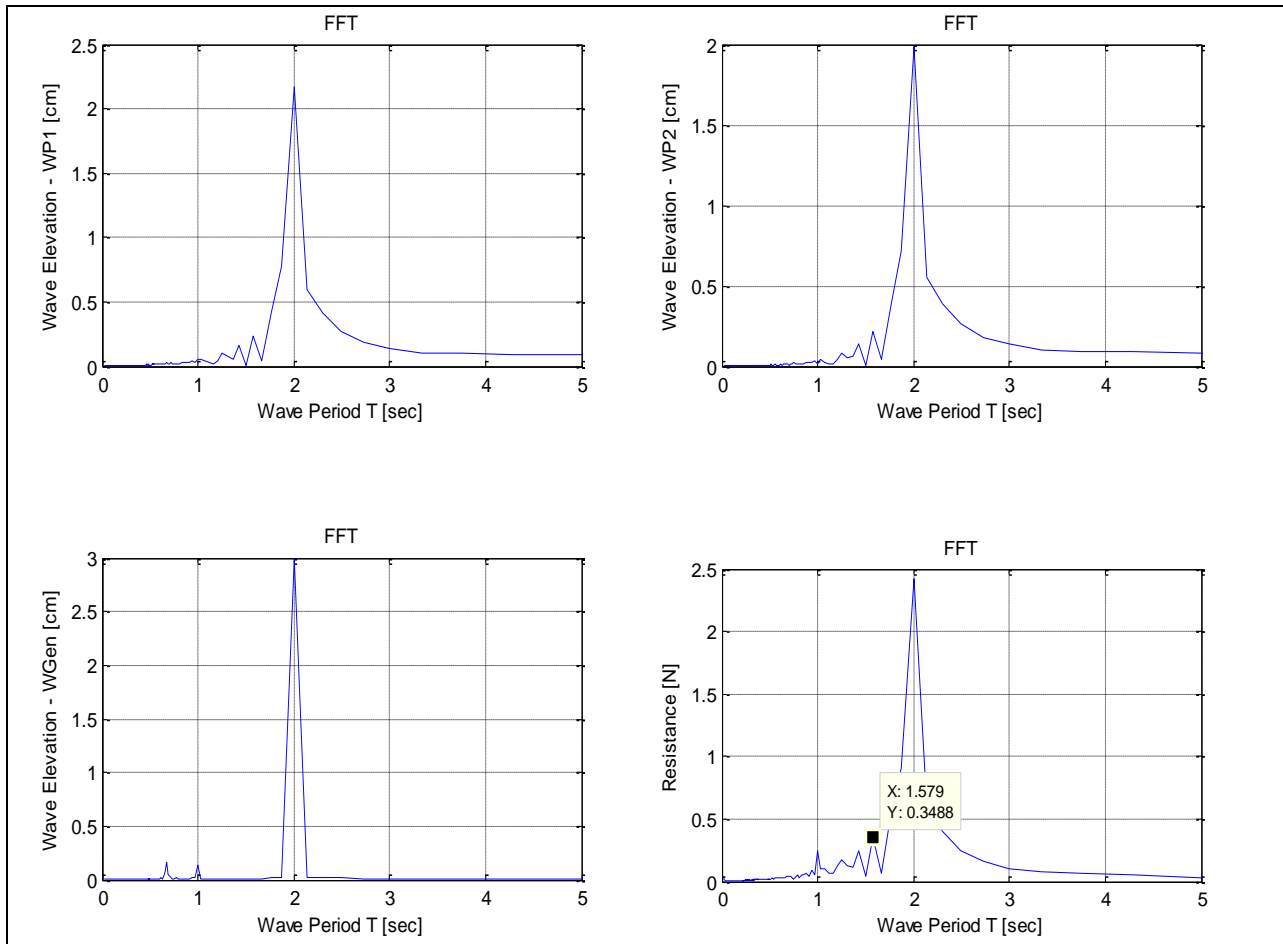 FFT
Wave Elevation - WP1 [cm]
2.5
2
1.5
1
0.5
0
0 1 2 3 4 5
Wave Period T [sec]
FFT
Wave Elevation - WP2 [cm]
2
1.5
1
0.5
0
0 1 2 3 4 5
Wave Period T [sec]
FFT
Wave Elevation - WGen [cm]
3
2.5
2
1.5
1
0.5
0
0 1 2 3 4 5
Wave Period T [sec]
FFT
Resistance [N]
2.5
2
1.5
1
0.5
0
X: 1.579
Y: 0.3488
0 1 2 3 4 5
Wave Period T [sec]